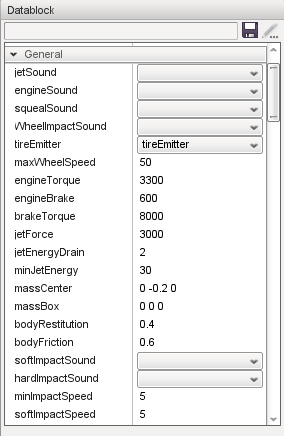 Datablock
General
jetSound
engineSound
squealSound
WheelImpactSound
tireEmitter tireEmitter
maxWheelSpeed 50
engineTorque 3300
engineBrake 600
brakeTorque 8000
jetForce 3000
jetEnergyDrain 2
minJetEnergy 30
massCenter 0 -0.2 0
massBox 0 0 0
bodyRestitution 0.4
bodyFriction 0.6
softImpactSound
hardImpactSound
minImpactSpeed 5
softImpactSpeed 5